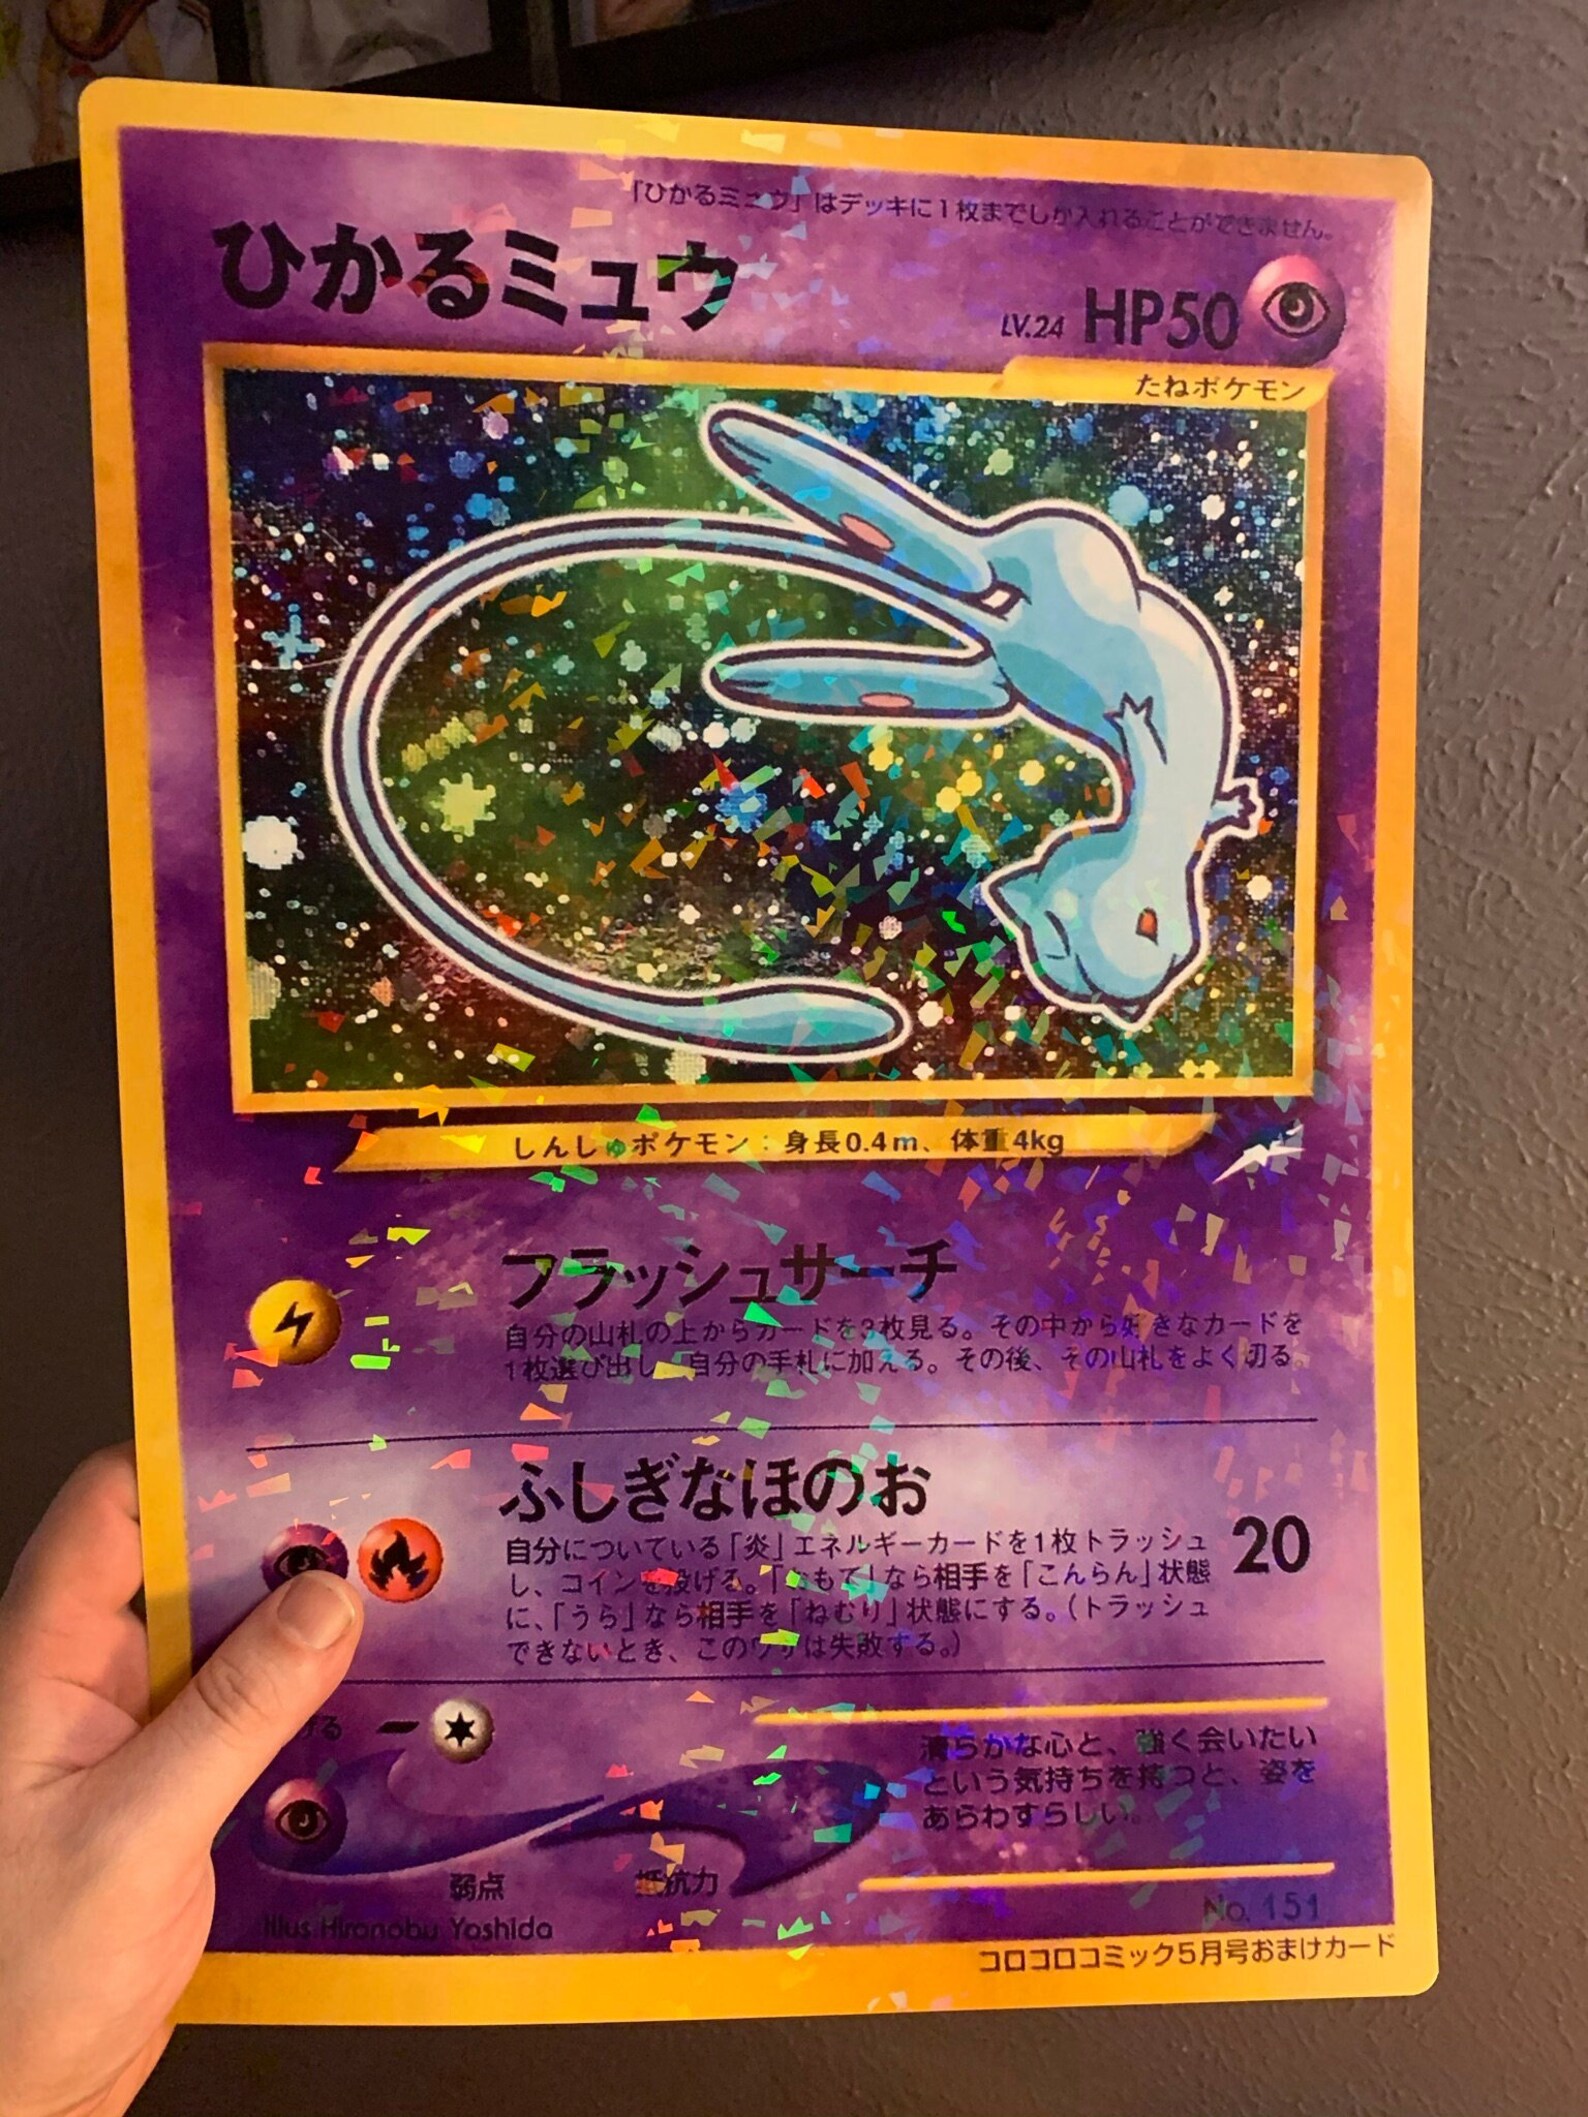 「ひかるミュウ」はデッキに1枚までしか入れることができません。
ひかるミュウ
LV.24 HP50
たねポケモン
しんしゅポケモン：身長0.4m、体重4kg
フラッシュサーチ
自分の山札の上からカードを3枚見る。その中から好きなカードを
1枚選び出し、自分の手札に加える。その後、その山札をよく切る。
ふしぎなほのお
20
自分についている「炎」エネルギーカードを1枚トラッシュ
し、コインを投げる。「おもて」なら相手を「こんらん」状態
に、「うら」なら相手を「ねむり」状態にする。（トラッシュ
できないとき、このワザは失敗する。）
清らかな心と、強く会いたい
という気持ちを持つと、姿を
あらわすらしい。
弱点
抵抗力
No. 151
Illus. Hironobu Yoshida
コロコロコミック5月号おまけカード